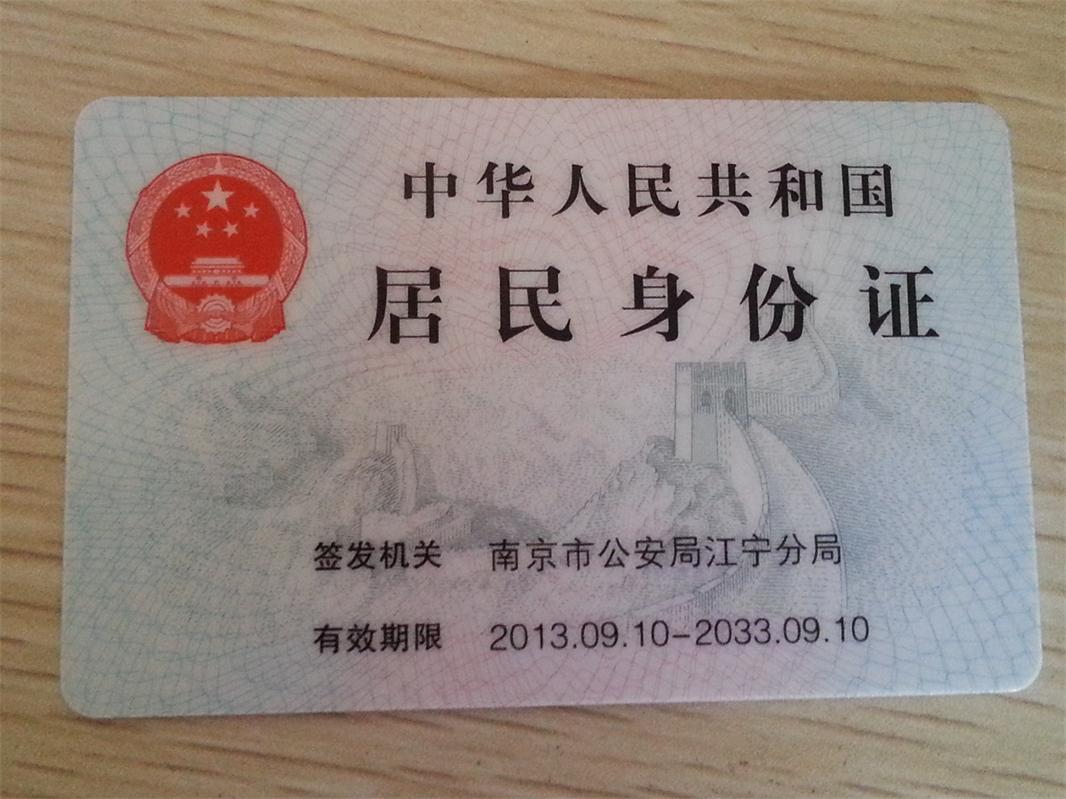 中华人民共和国
居民身份证
签发机关 南京市公安局江宁分局
有效期限 2013.09.10-2033.09.10